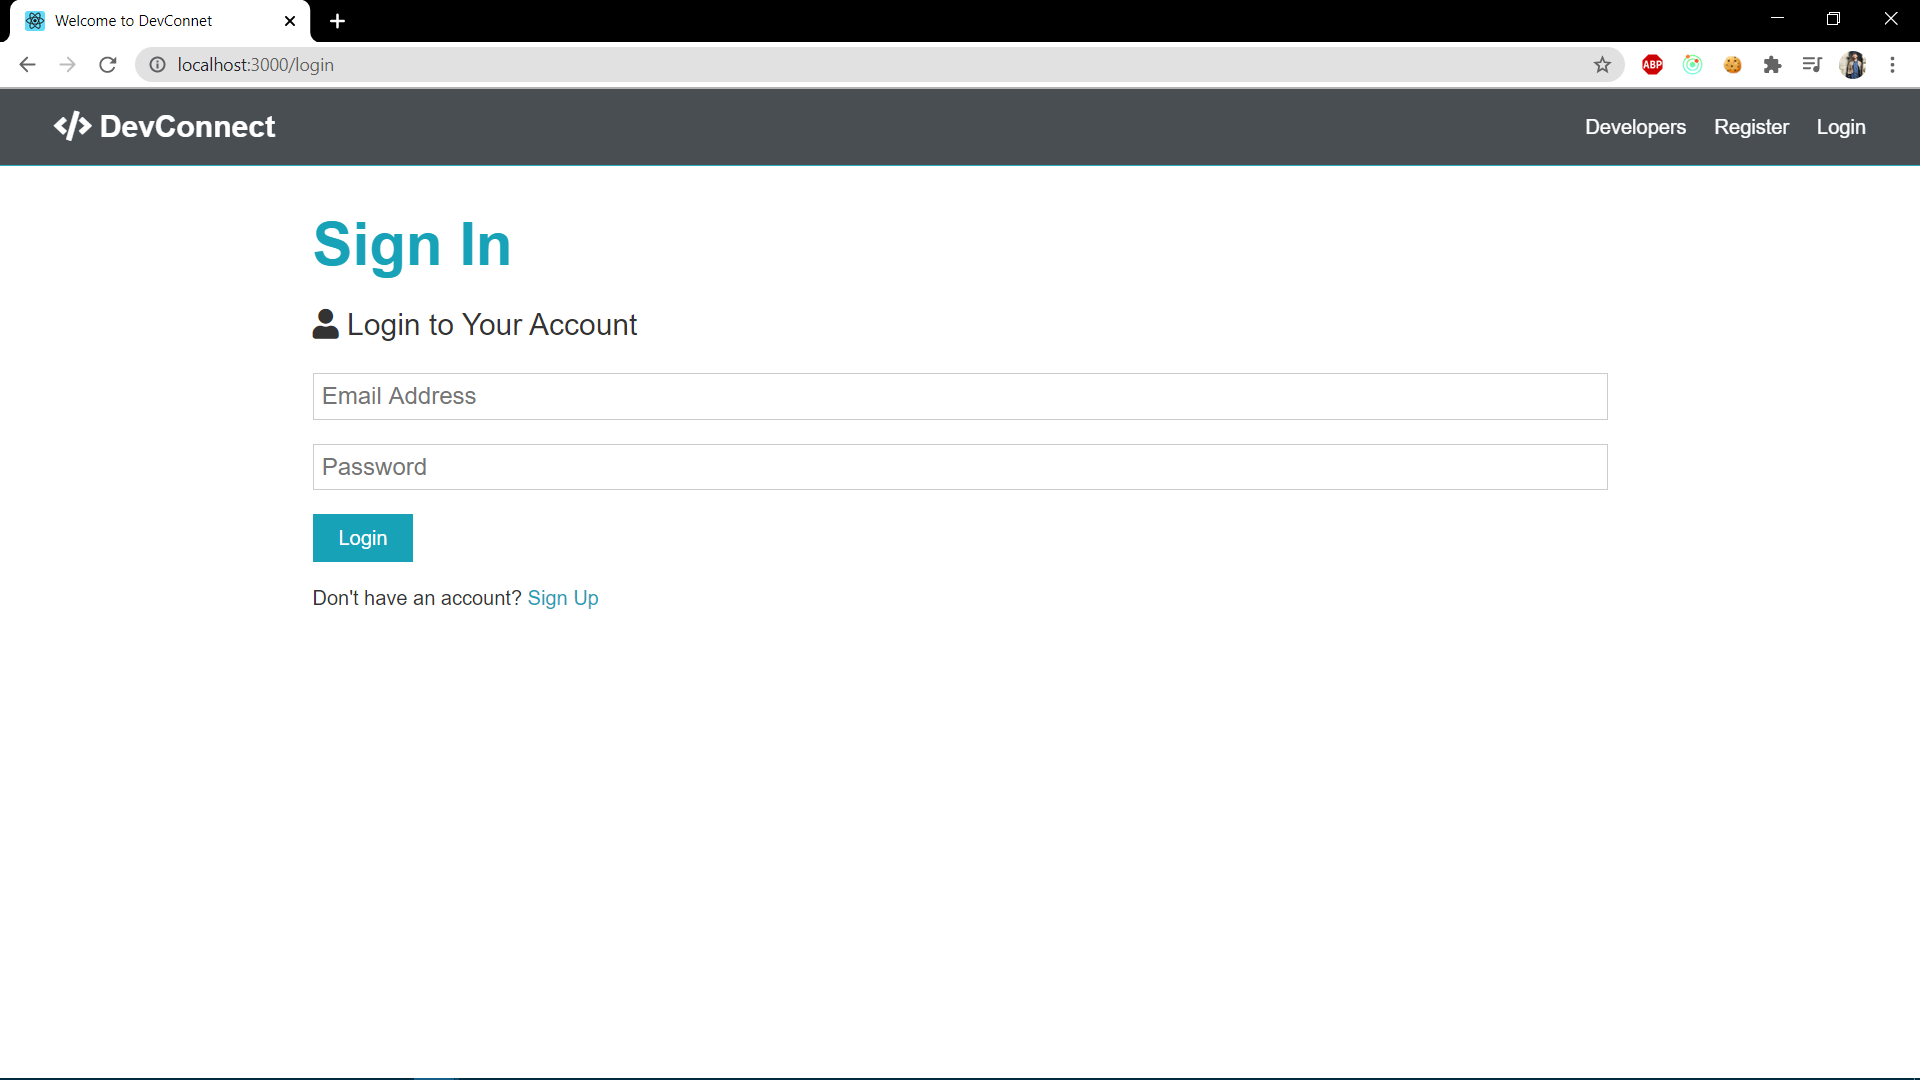 Welcome to DevConnet
localhost:3000/login
ABP
</> DevConnect
Developers Register Login
Sign In
Login to Your Account
Email Address
Password
Login
Don't have an account? Sign Up